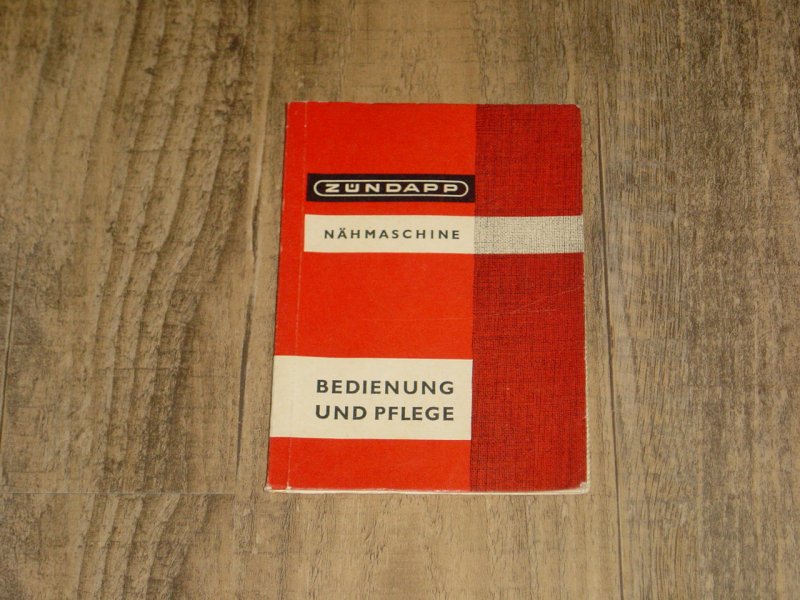 ZÜNDAPP
NÄHMASCHINE
BEDIENUNG
UND PFLEGE